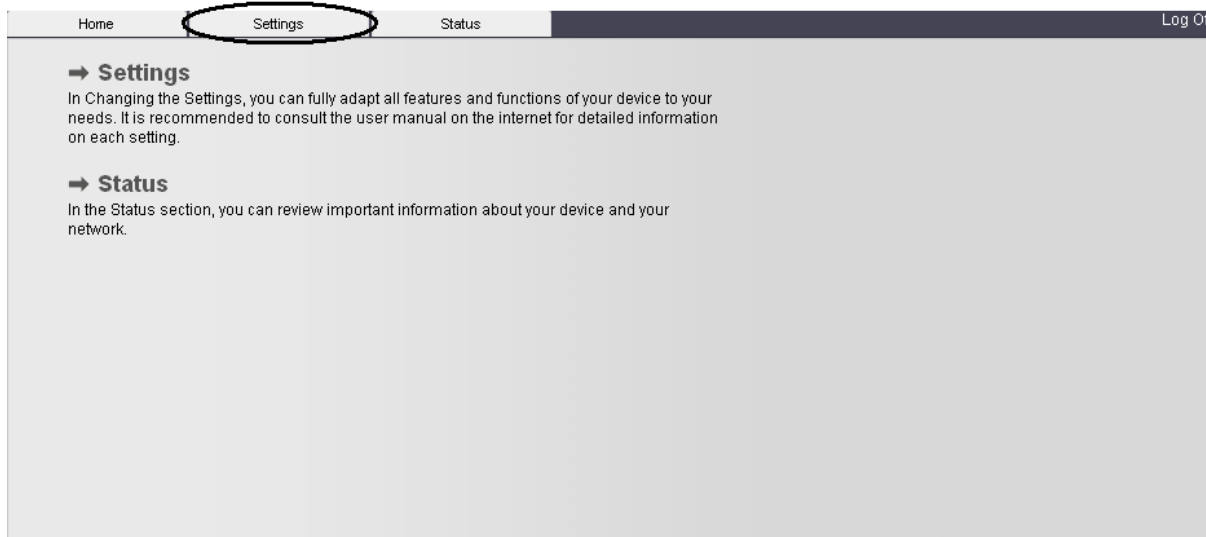 Home Settings Status Log Of
Settings
In Changing the Settings, you can fully adapt all features and functions of your device to your
needs. It is recommended to consult the user manual on the internet for detailed information
on each setting.
Status
In the Status section, you can review important information about your device and your
network.